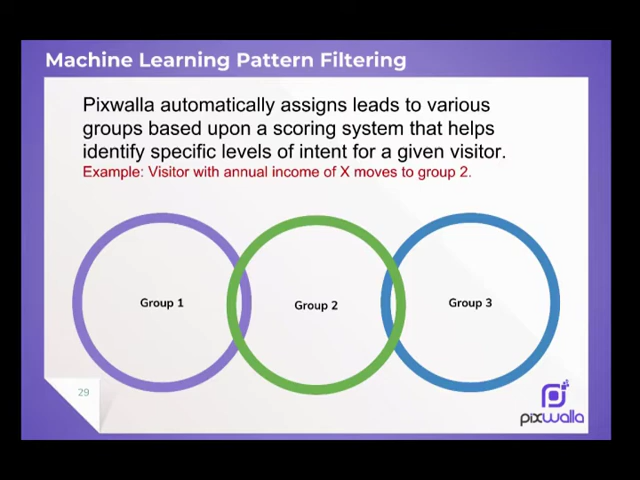 Machine Learning Pattern Filtering
Pixwalla automatically assigns leads to various
groups based upon a scoring system that helps
identify specific levels of intent for a given visitor.
Example: Visitor with annual income of X moves to group 2.
Group 1
Group 2
Group 3
29
pixwalla